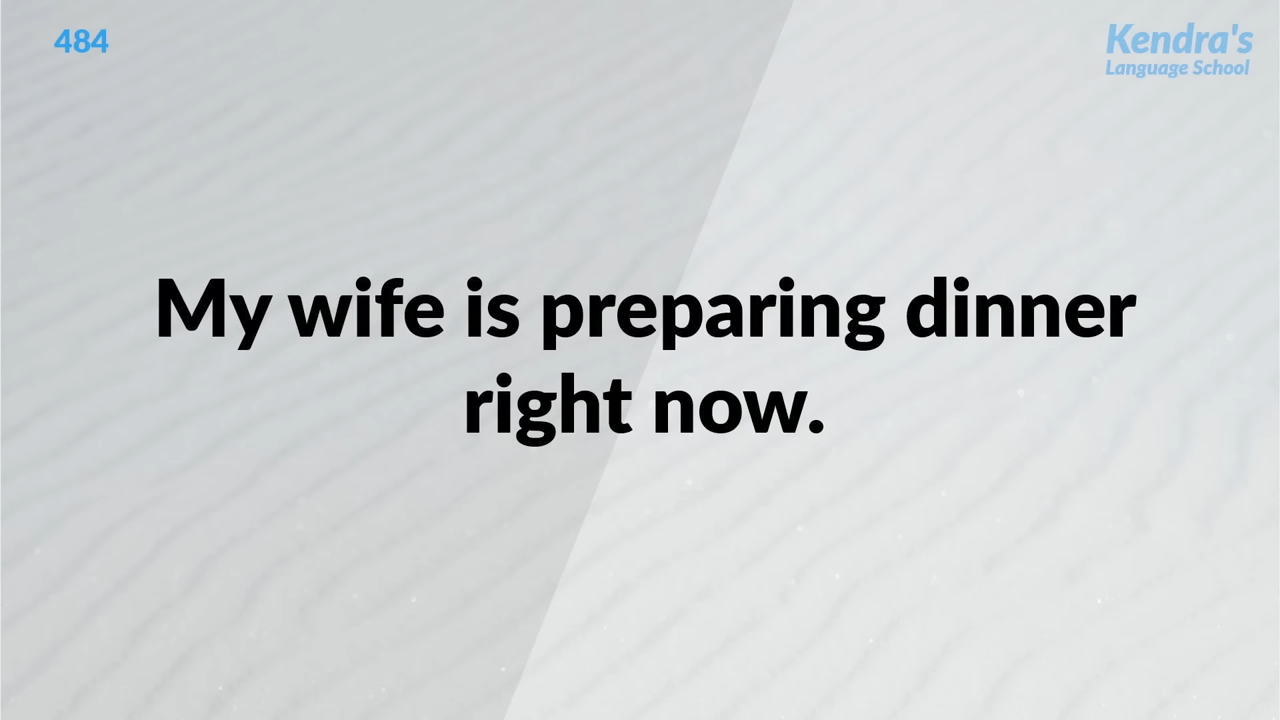 484
Kendra's
Language School
My wife is preparing dinner
right now.